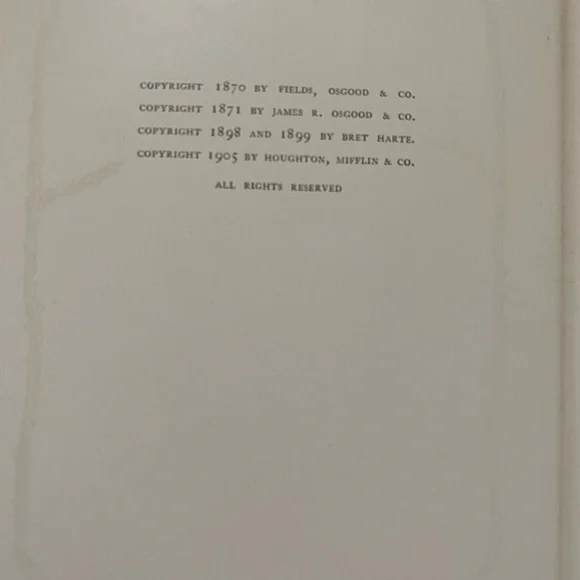 COPYRIGHT 1870 BY FIELDS, OSGOOD & CO.
COPYRIGHT 1871 BY JAMES R. OSGOOD & CO.
COPYRIGHT 1898 AND 1899 BY BRET HARTE.
COPYRIGHT 1905 BY HOUGHTON, MIFFLIN & CO.
ALL RIGHTS RESERVED